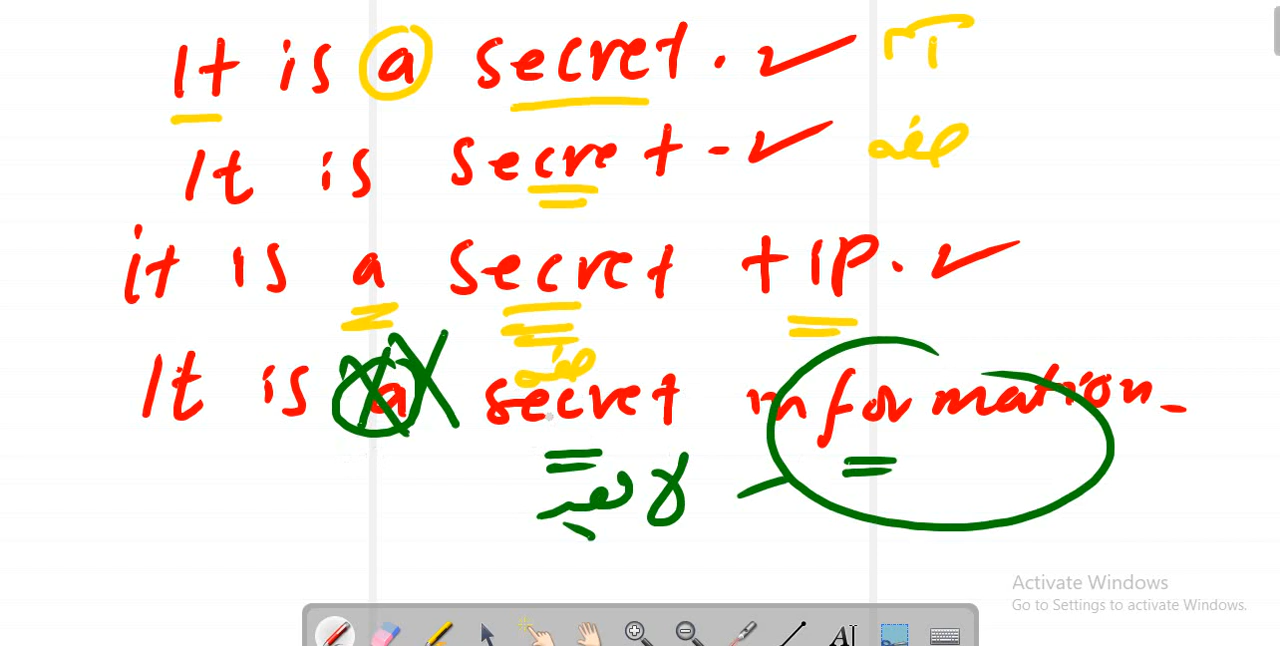 It is a secret.
It is secret.
it is a secret tip.
It is a secret information.
Activate Windows
Go to Settings to activate Windows.